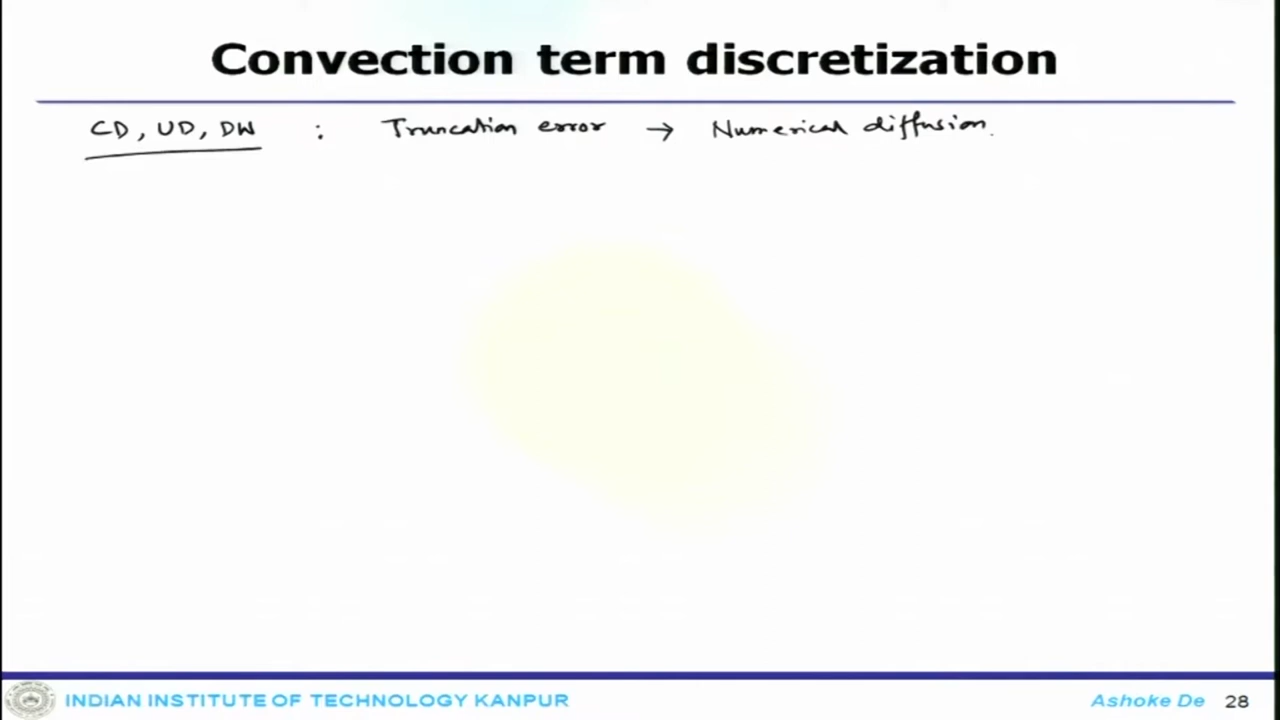 Convection term discretization
CD, UD, DW : Truncation error → Numerical diffusion.
INDIAN INSTITUTE OF TECHNOLOGY KANPUR
Ashoke De 28